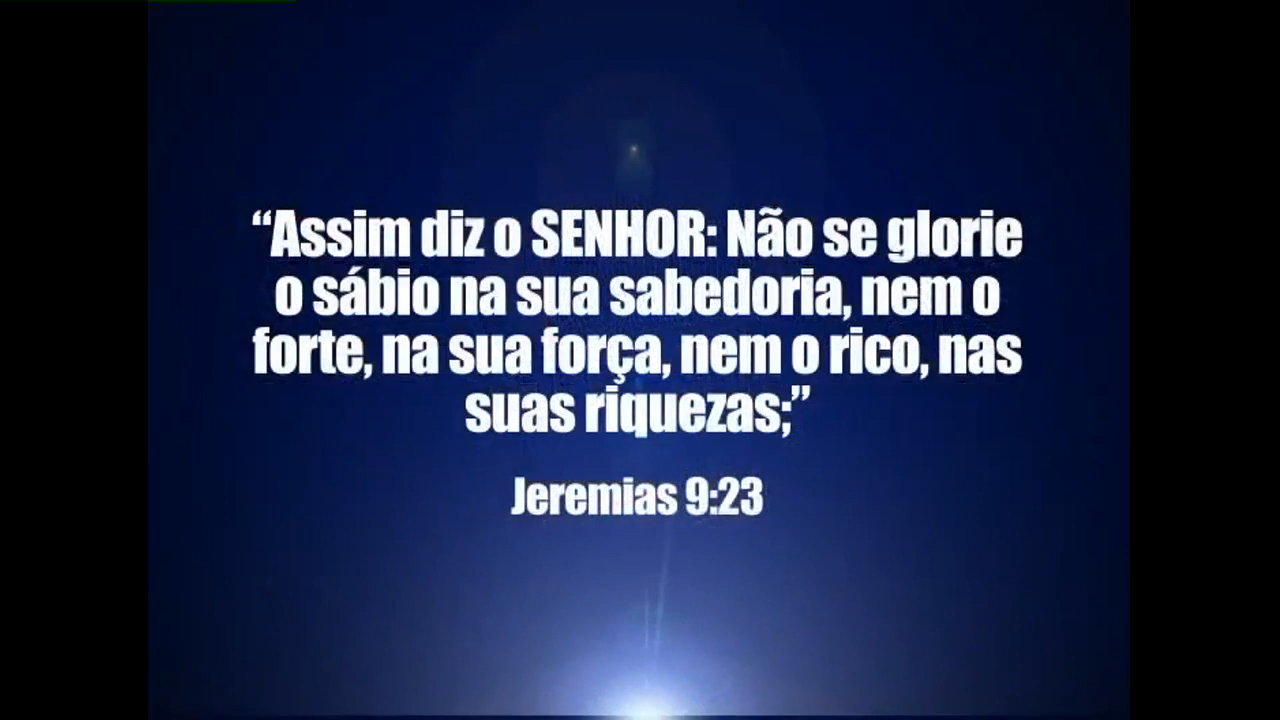 “Assim diz o SENHOR: Não se glorie
o sábio na sua sabedoria, nem o
forte, na sua força, nem o rico, nas
suas riquezas;”
Jeremias 9:23